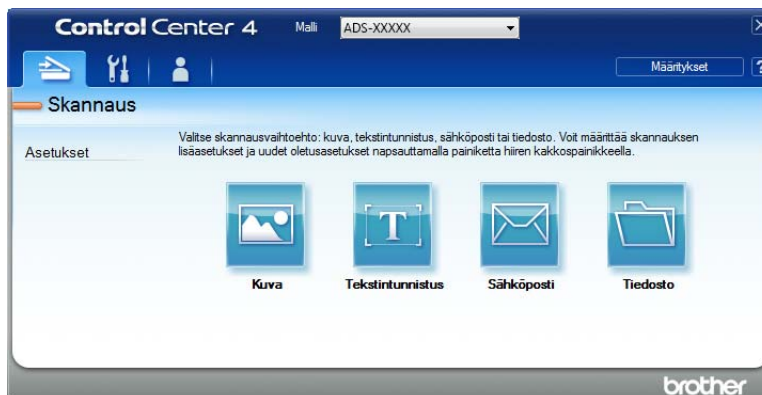 Control Center 4 Malli ADS-XXXXX
Määritykset ?
Skannaus
Asetukset
Valitse skannausvaihtoehto: kuva, tekstintunnistus, sähköposti tai tiedosto. Voit määrittää skannauksen
lisäasetukset ja uudet oletusasetukset napsauttamalla painiketta hiiren kakkospainikkeella.
T
Kuva Tekstintunnistus Sähköposti Tiedosto
brother